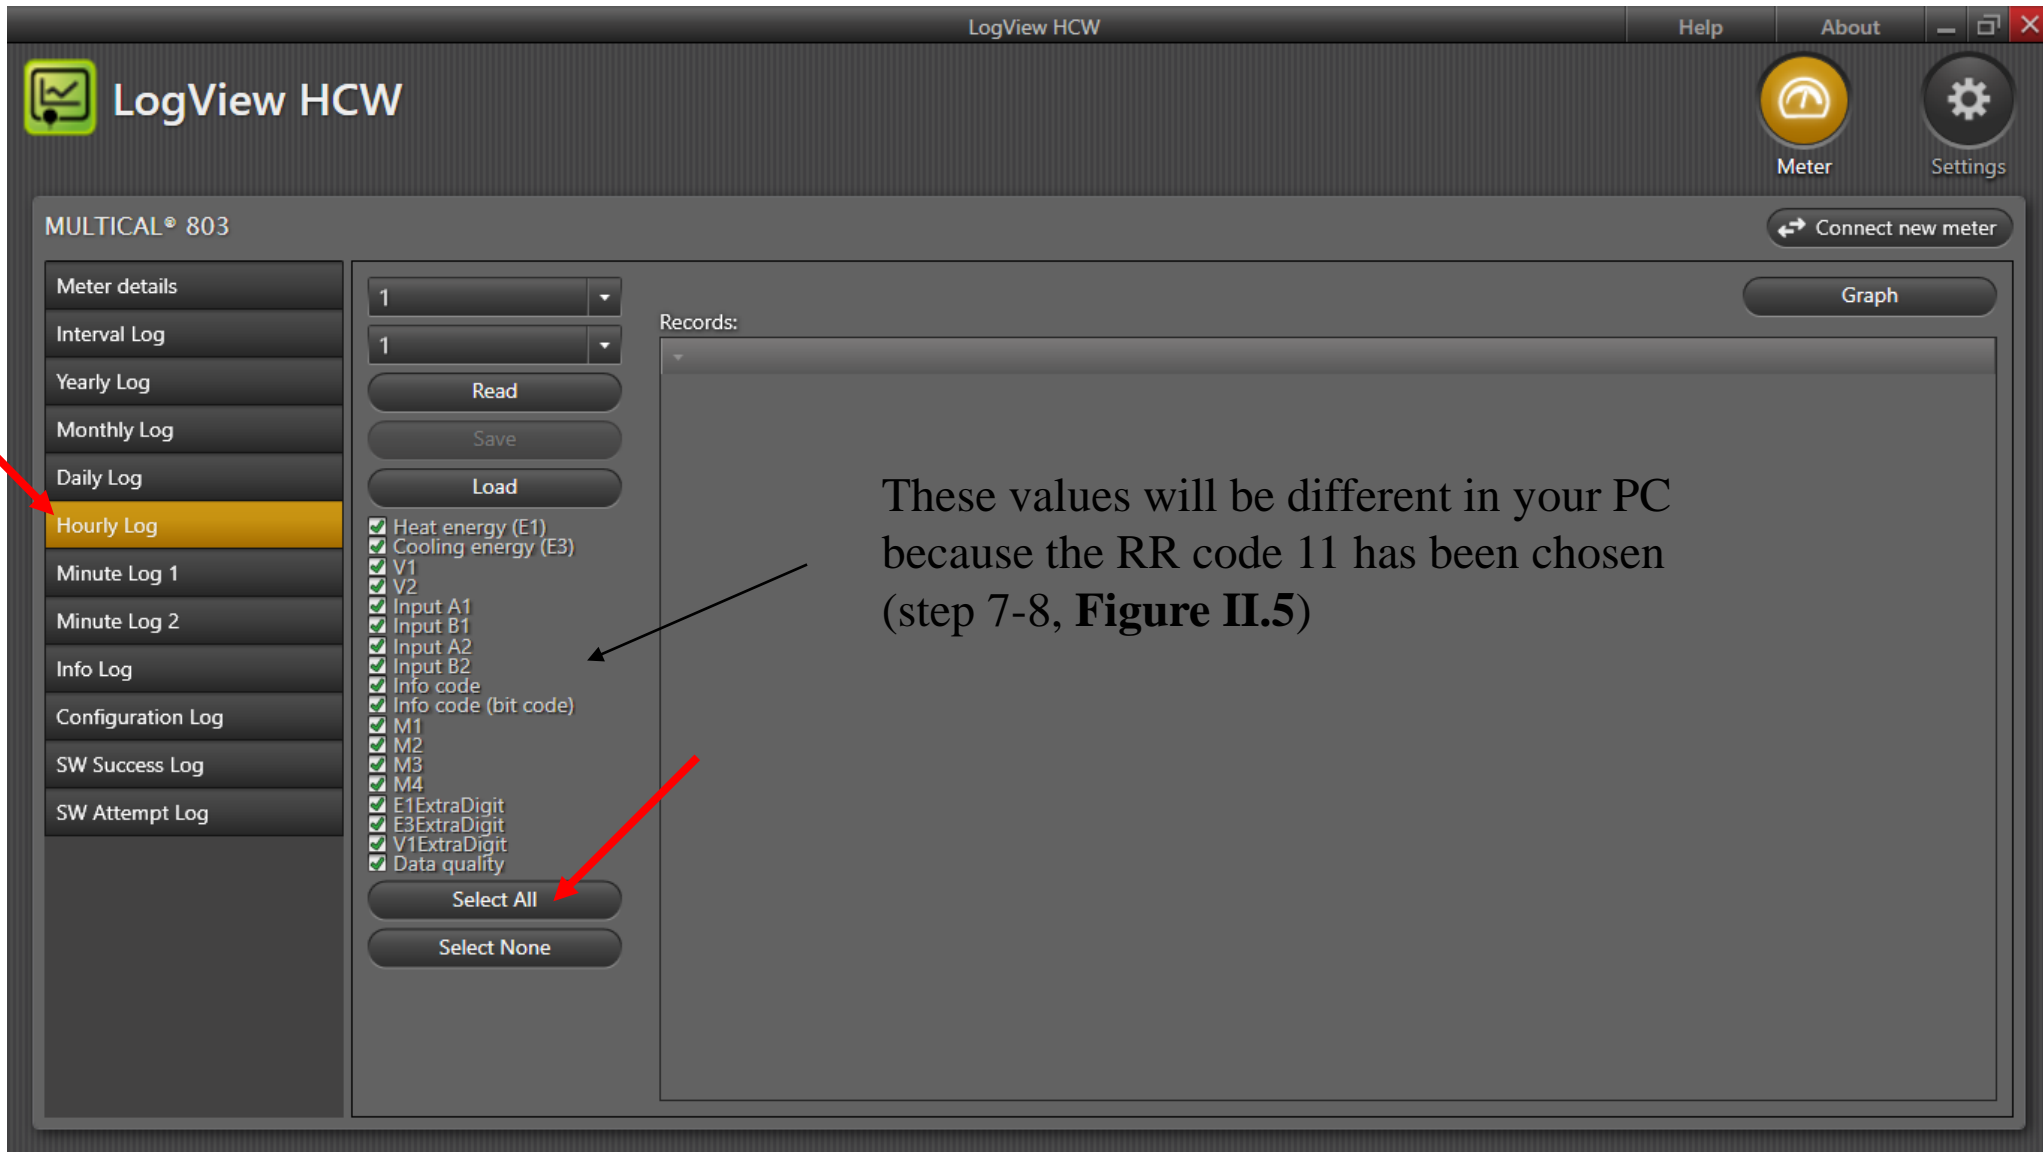 LogView HCW
Help
About
LogView HCW
Meter
Settings
MULTICAL® 803
Connect new meter
Meter details
Interval Log
Yearly Log
Monthly Log
Daily Log
Hourly Log
Minute Log 1
Minute Log 2
Info Log
Configuration Log
SW Success Log
SW Attempt Log
1
1
Read
Save
Load
Heat energy (E1)
Cooling energy (E3)
V1
V2
Input A1
Input B1
Input A2
Input B2
Info code
Info code (bit code)
M1
M2
M3
M4
E1ExtraDigit
E3ExtraDigit
V1ExtraDigit
Data quality
Select All
Select None
Graph
Records:
These values will be different in your PC
because the RR code 11 has been chosen
(step 7-8, Figure II.5)